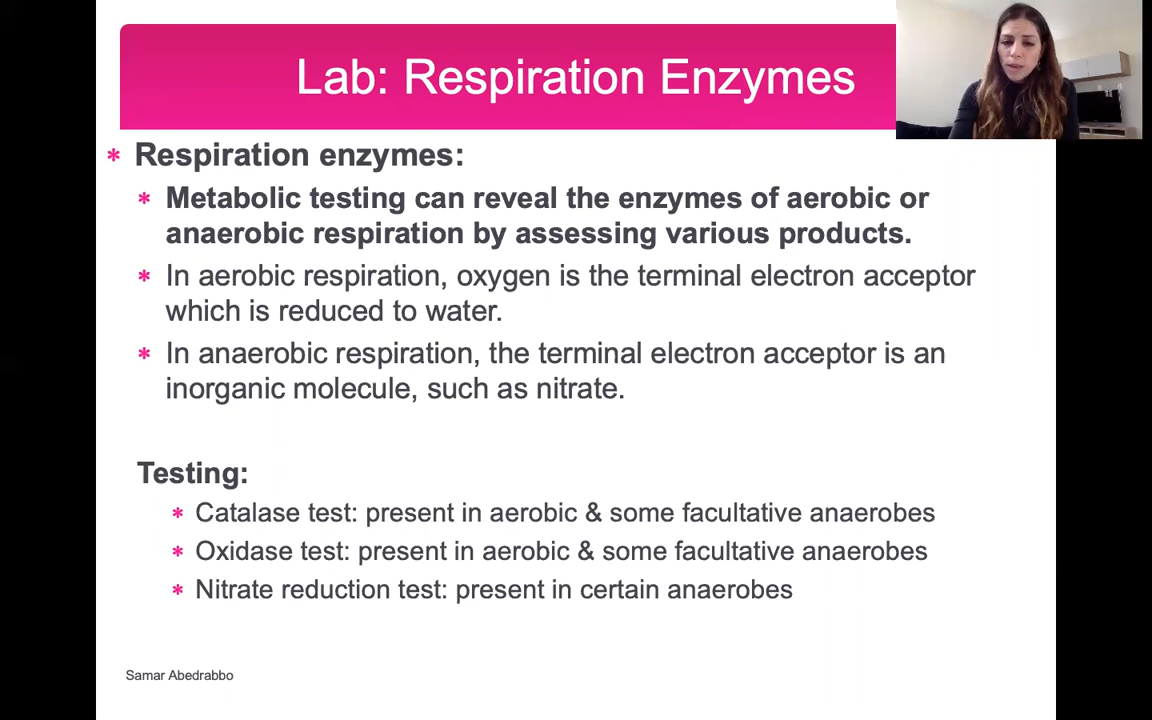 Lab: Respiration Enzymes
* Respiration enzymes:
* Metabolic testing can reveal the enzymes of aerobic or
anaerobic respiration by assessing various products.
* In aerobic respiration, oxygen is the terminal electron acceptor
which is reduced to water.
* In anaerobic respiration, the terminal electron acceptor is an
inorganic molecule, such as nitrate.
Testing:
* Catalase test: present in aerobic & some facultative anaerobes
* Oxidase test: present in aerobic & some facultative anaerobes
* Nitrate reduction test: present in certain anaerobes
Samar Abedrabbo